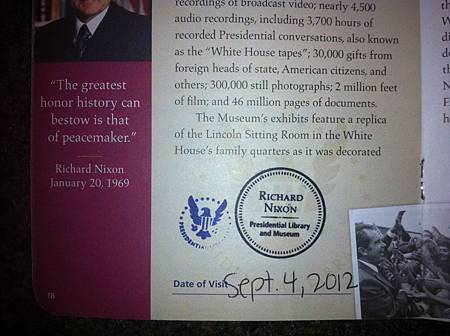 "The greatest
honor history can
bestow is that
of peacemaker."
Richard Nixon
January 20, 1969
18
recordings of broadcast video; nearly 4,500
audio recordings, including 3,700 hours of
recorded Presidential conversations, also known
as the "White House tapes"; 30,000 gifts from
foreign heads of state, American citizens, and
others; 300,000 still photographs; 2 million feet
of film; and 46 million pages of documents.
The Museum's exhibits feature a replica
of the Lincoln Sitting Room in the White
House's family quarters as it was decorated
RICHARD
NIXON
Presidential Library
and Museum
Date of Visit Sept. 4, 2012